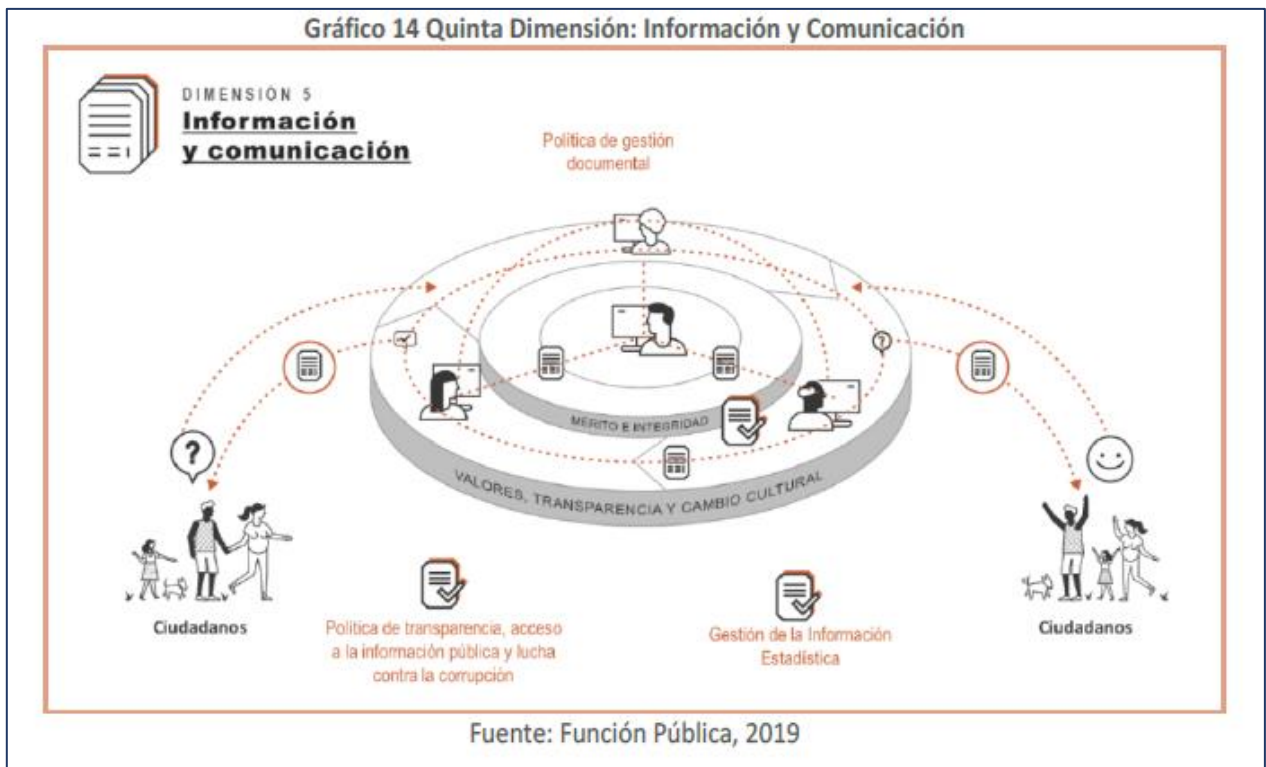 Gráfico 14 Quinta Dimensión: Información y Comunicación
DIMENSIÓN 5
Información
y comunicación
Política de gestión
documental
?
?
MÉRITO E INTEGRIDAD
VALORES, TRANSPARENCIA Y CAMBIO CULTURAL
Ciudadanos
Política de transparencia, acceso
a la información pública y lucha
contra la corrupción
Gestión de la Información
Estadística
Ciudadanos
Fuente: Función Pública, 2019